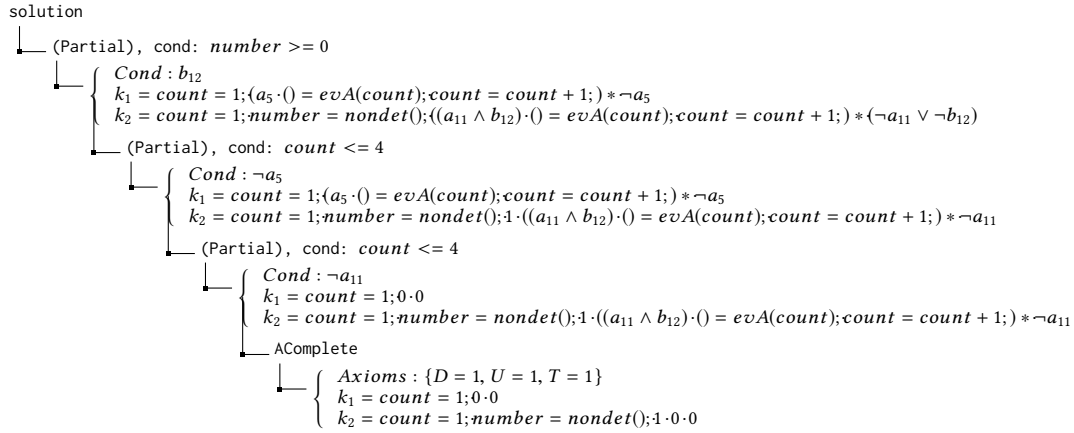 solution
(Partial), cond: number >= 0
Cond : b₁₂
k₁ = count = 1;·(a₅·() = evA(count);·count = count + 1; ) ∗ ¬a₅
k₂ = count = 1;·number = nondet();·((a₁₁ ∧ b₁₂)·() = evA(count);·count = count + 1; ) ∗ (¬a₁₁ ∨ ¬b₁₂)
(Partial), cond: count <= 4
Cond : ¬a₅
k₁ = count = 1;·(a₅·() = evA(count);·count = count + 1; ) ∗ ¬a₅
k₂ = count = 1;·number = nondet();·1·((a₁₁ ∧ b₁₂)·() = evA(count);·count = count + 1; ) ∗ ¬a₁₁
(Partial), cond: count <= 4
Cond : ¬a₁₁
k₁ = count = 1;·0·0
k₂ = count = 1;·number = nondet();·1·((a₁₁ ∧ b₁₂)·() = evA(count);·count = count + 1; ) ∗ ¬a₁₁
AComplete
Axioms : {D = 1, U = 1, T = 1}
k₁ = count = 1;·0·0
k₂ = count = 1;·number = nondet();·1·0·0